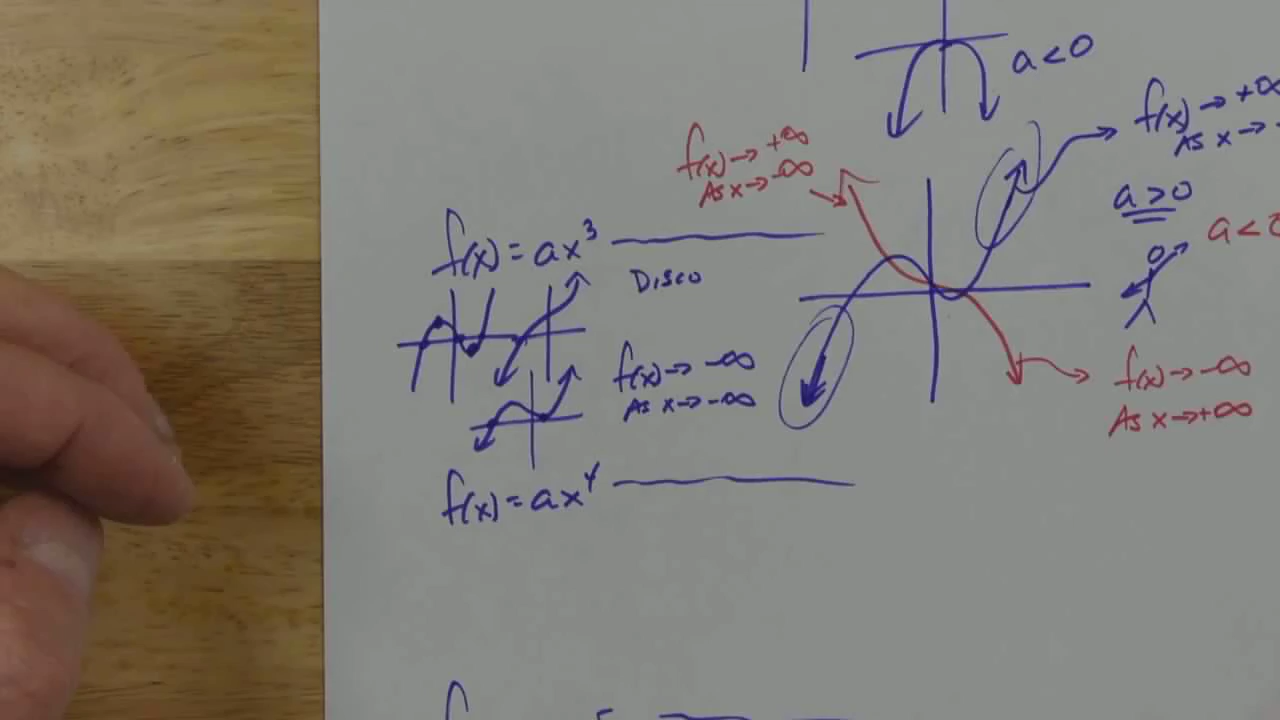 a<0
f(x)→+∞
As x→
f(x)→+∞
As x→-∞
a>0
a<
f(x)=ax³
Disco
f(x)→-∞
As x→-∞
f(x)→-∞
As x→+∞
f(x)=ax⁴
f